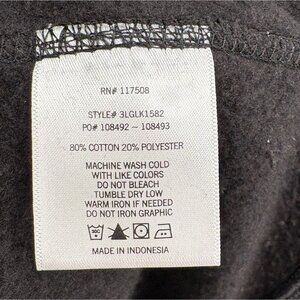 RN# 117508
STYLE# 3LGLK1582
PO# 108492 ~ 108493
80% COTTON 20% POLYESTER
MACHINE WASH COLD
WITH LIKE COLORS
DO NOT BLEACH
TUMBLE DRY LOW
WARM IRON IF NEEDED
DO NOT IRON GRAPHIC
MADE IN INDONESIA